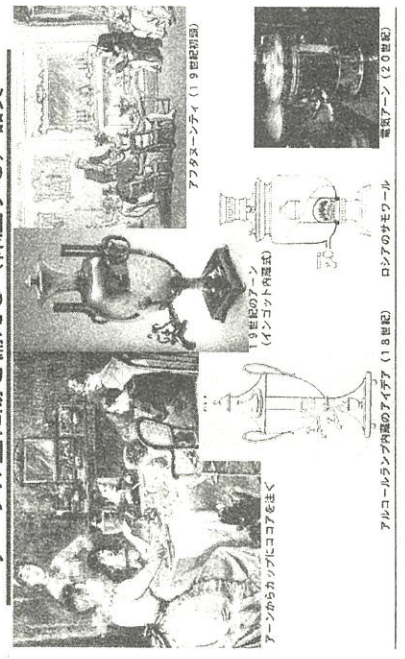 アフタヌーンティ（19世紀初頭）
19世紀のアーン
（インゴット内蔵式）
電気アーン（20世紀）
アーンからカップにココアを注ぐ
アルコールランプ内蔵のアイデア（18世紀）
ロシアのサモワール